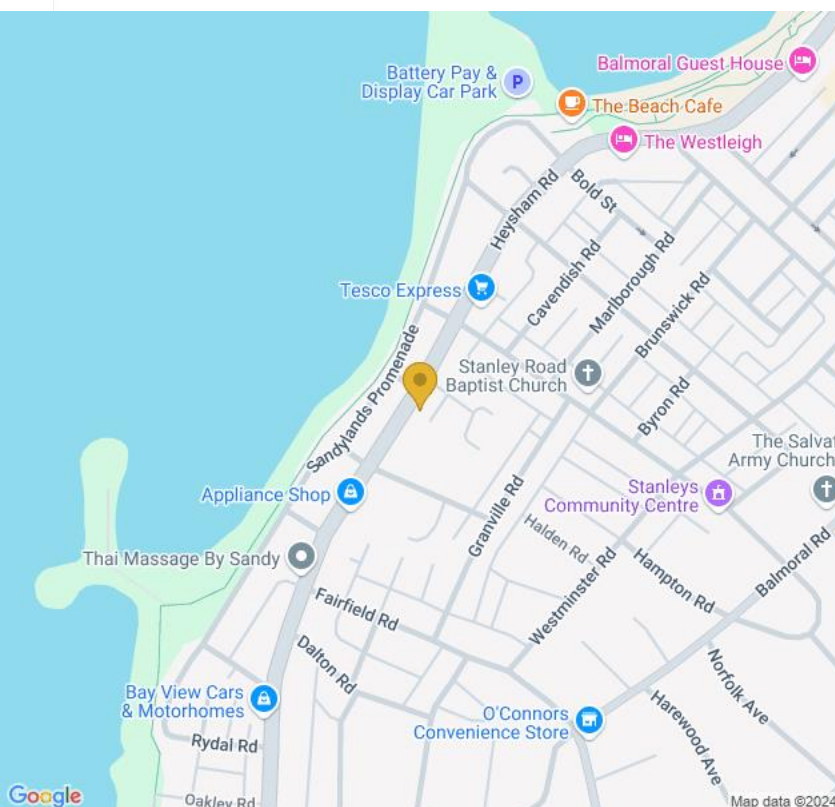 Battery Pay &
Display Car Park
P
Balmoral Guest House
The Beach Cafe
The Westleigh
Bold St
Heysham Rd
Cavendish Rd
Marlborough Rd
Tesco Express
Brunswick Rd
Sandylands Promenade
Stanley Road
Baptist Church
Byron Rd
The Salvat
Army Church
Appliance Shop
Stanleys
Community Centre
Granville Rd
Halden Rd
Thai Massage By Sandy
Westminster Rd
Hampton Rd
Balmoral Rd
Fairfield Rd
Dalton Rd
Norfolk Ave
Bay View Cars
& Motorhomes
O'Connors
Convenience Store
Harewood Ave
Rydal Rd
Oakley Rd
Google
Map data ©2024